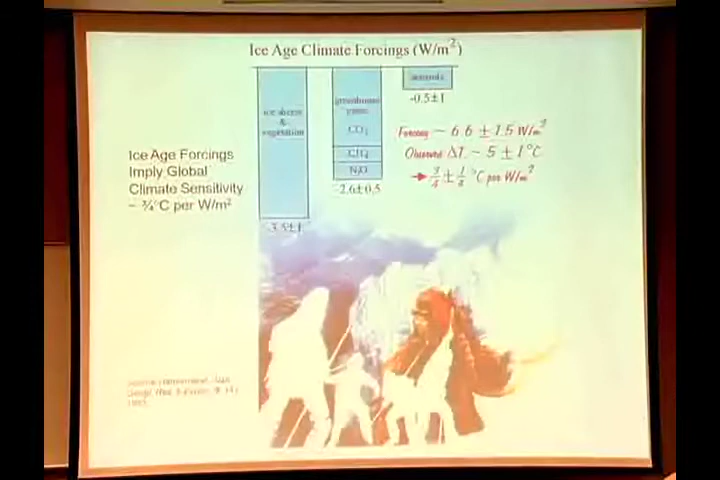 Ice Age Climate Forcings (W/m²)
ice sheets
&
vegetation
greenhouse
gases
CO₂
CH₄
N₂O
aerosols
-0.5±1
-2.6±0.5
-3.5±1
Forcing ~ 6.6 ± 1.5 W/m²
Observed ΔT ~ 5 ± 1°C
→ 3/4 ± 1/4 °C per W/m²
Ice Age Forcings
Imply Global
Climate Sensitivity
~ ¾°C per W/m²